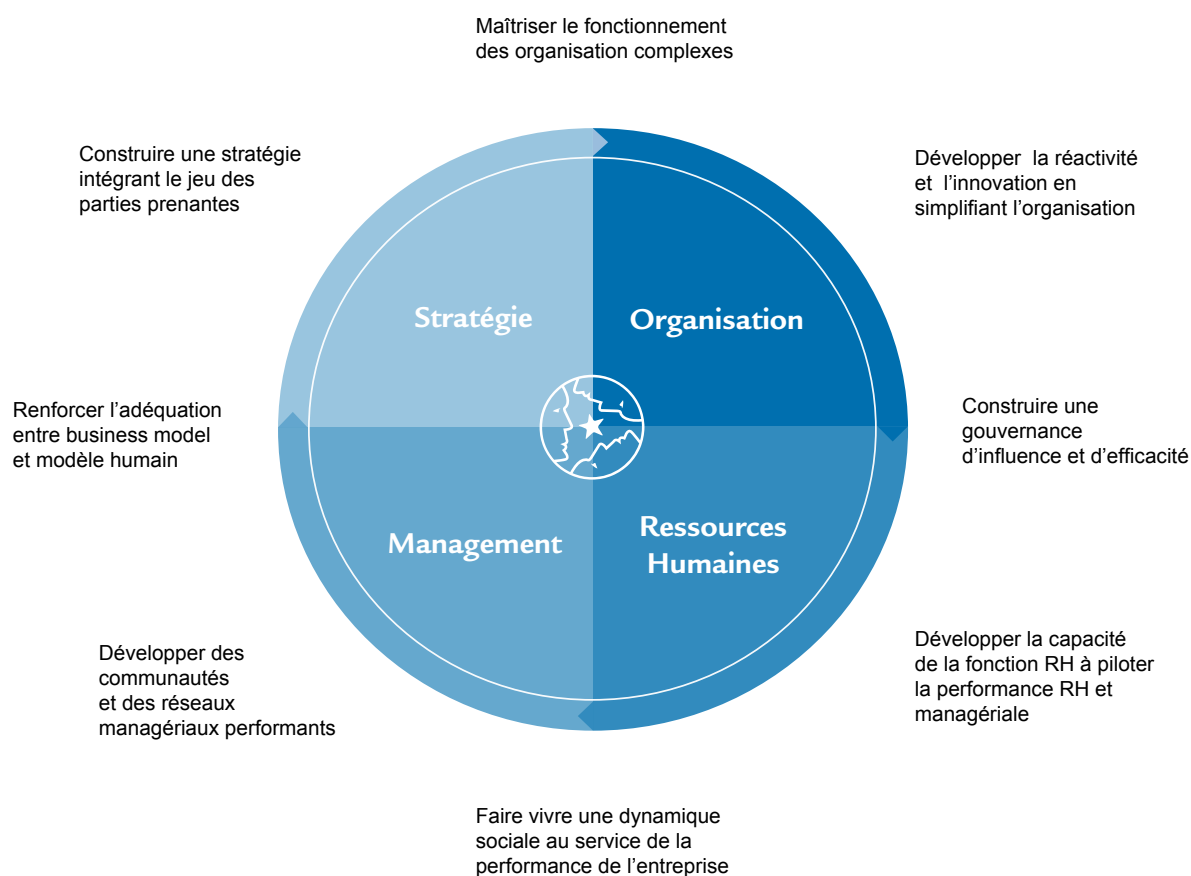 Maîtriser le fonctionnement
des organisation complexes
Construire une stratégie
intégrant le jeu des
parties prenantes
Développer  la réactivité
et  l’innovation en
simplifiant l’organisation
Stratégie
Organisation
Renforcer l’adéquation
entre business model
et modèle humain
Construire une
gouvernance
d’influence et d’efficacité
Management
Ressources
Humaines
Développer des
communautés
et des réseaux
managériaux performants
Développer la capacité
de la fonction RH à piloter
la performance RH et
managériale
Faire vivre une dynamique
sociale au service de la
performance de l’entreprise